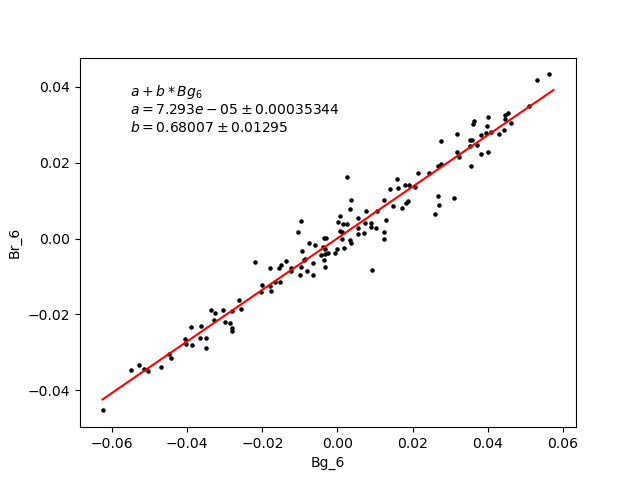 a + b * Bg_6
a = 7.293e − 05 ± 0.00035344
b = 0.68007 ± 0.01295
0.04
0.02
0.00
−0.02
−0.04
Br_6
−0.06 −0.04 −0.02 0.00 0.02 0.04 0.06
Bg_6